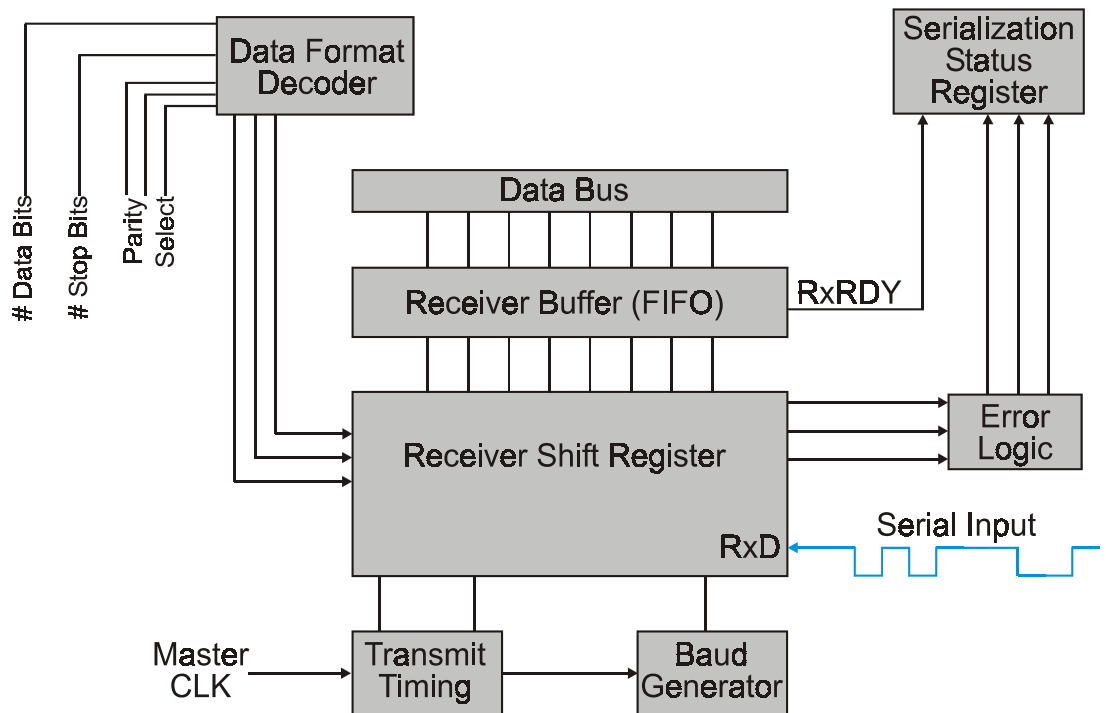 Data Format
Decoder
Serialization
Status
Register
# Data Bits
# Stop Bits
Parity
Select
Data Bus
Receiver Buffer (FIFO)
RxRDY
Receiver Shift Register
Error
Logic
Serial Input
RxD
Master
CLK
Transmit
Timing
Baud
Generator